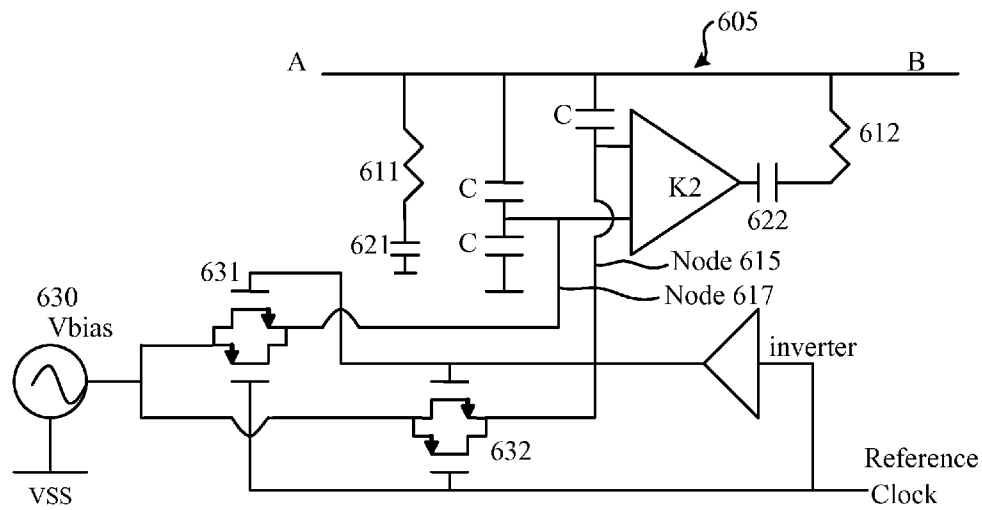 605
A
B
C
612
611
C
K2
622
C
621
Node 615
631
Node 617
630
Vbias
inverter
632
Reference
Clock
VSS